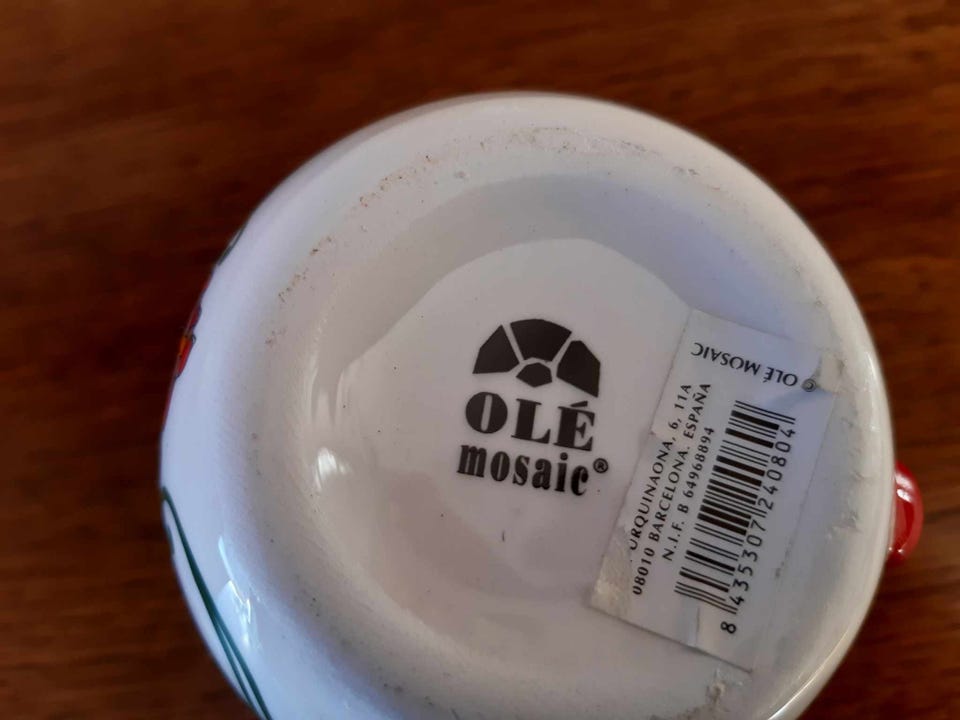 OLÉ
mosaic®
© OLÉ MOSAIC
URQUINAONA, 6, 11A
08010 BARCELONA. ESPAÑA
N.I.F. B 64968894
8 435307 240804